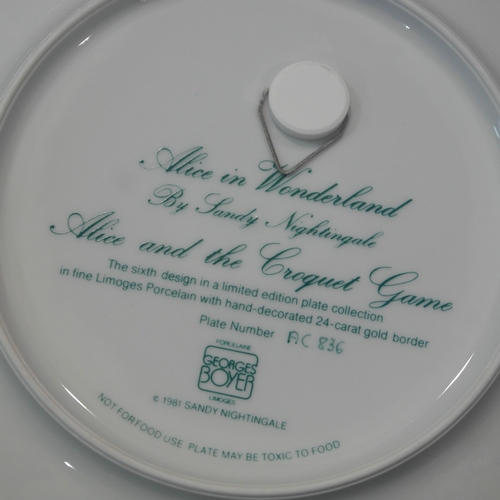 Alice in Wonderland
By Sandy Nightingale
Alice and the Croquet Game
The sixth design in a limited edition plate collection
in fine Limoges Porcelain with hand-decorated 24-carat gold border
Plate Number AC 836
PORCELAINE
GEORGES
BOYER
LIMOGES
© 1981 SANDY NIGHTINGALE
NOT FOR FOOD USE. PLATE MAY BE TOXIC TO FOOD